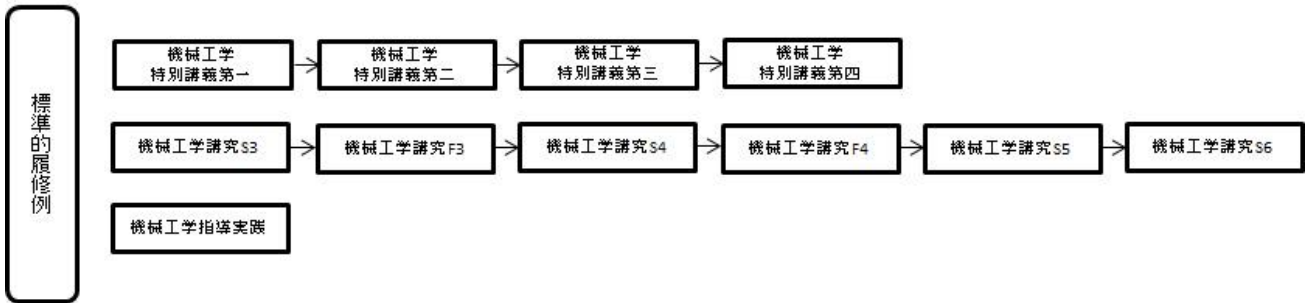 標準的履修例
機械工学
特別講義第一
機械工学
特別講義第二
機械工学
特別講義第三
機械工学
特別講義第四
機械工学講究S3
機械工学講究F3
機械工学講究S4
機械工学講究F4
機械工学講究S5
機械工学講究S6
機械工学指導実践